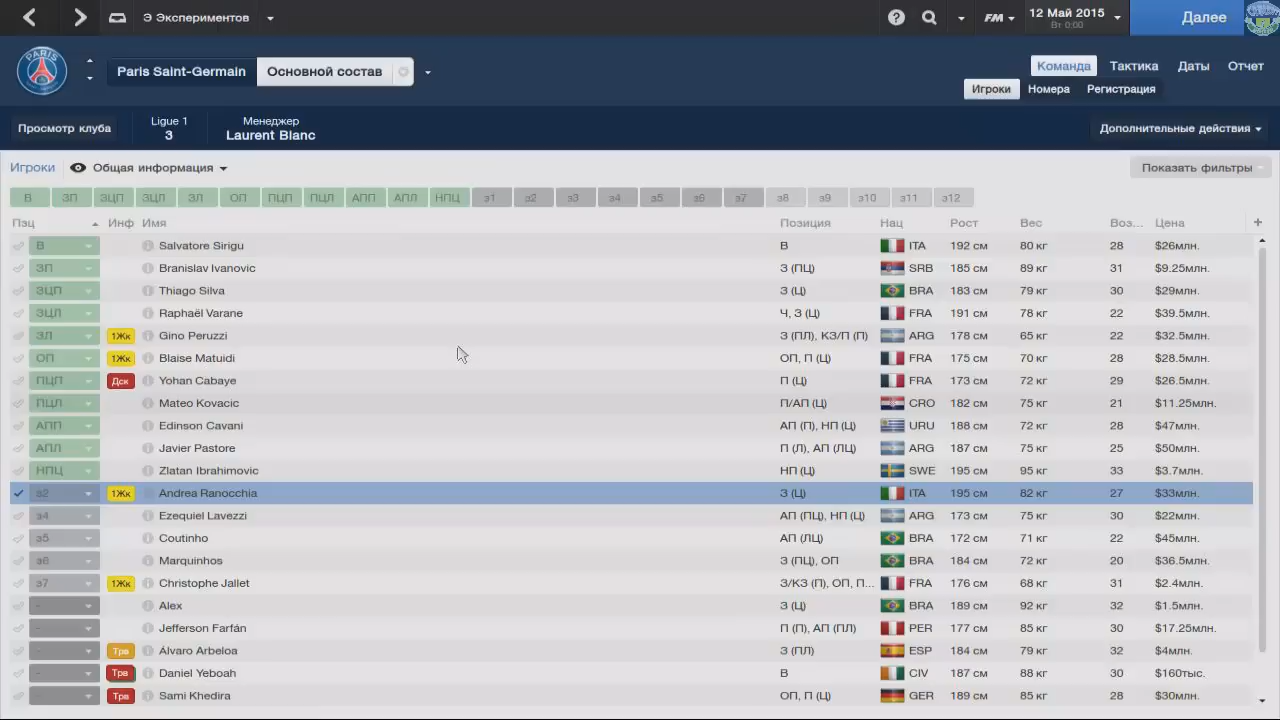 Э Экспериментов
FM
12 Май 2015
Вт 0:00
Далее
PARIS
Paris Saint-Germain
Основной состав
Команда Тактика Даты Отчет
Игроки Номера Регистрация
Просмотр клуба
Ligue 1
3
Менеджер
Laurent Blanc
Дополнительные действия
Игроки Общая информация
Показать фильтры
В ЗП ЗЦП ЗЦЛ ЗЛ ОП ПЦП ПЦЛ АПП АПЛ НПЦ з1 з2 з3 з4 з5 з6 з7 з8 з9 з10 з11 з12
Пзц Инф Имя Позиция Нац Рост Вес Воз... Цена +
В Salvatore Sirigu В ITA 192 см 80 кг 28 $26млн.
ЗП Branislav Ivanovic З (ПЦ) SRB 185 см 89 кг 31 $9.25млн.
ЗЦП Thiago Silva З (Ц) BRA 183 см 79 кг 30 $29млн.
ЗЦЛ Raphaël Varane Ч, З (Ц) FRA 191 см 78 кг 22 $39.5млн.
ЗЛ 1Жк Gino Peruzzi З (ПЛ), КЗ/П (П) ARG 178 см 65 кг 22 $32.5млн.
ОП 1Жк Blaise Matuidi ОП, П (Ц) FRA 175 см 70 кг 28 $28.5млн.
ПЦП Дск Yohan Cabaye П (Ц) FRA 173 см 72 кг 29 $26.5млн.
ПЦЛ Mateo Kovacic П/АП (Ц) CRO 182 см 75 кг 21 $11.25млн.
АПП Edinson Cavani АП (П), НП (Ц) URU 188 см 72 кг 28 $47млн.
АПЛ Javier Pastore П (Л), АП (ЛЦ) ARG 187 см 75 кг 25 $50млн.
НПЦ Zlatan Ibrahimovic НП (Ц) SWE 195 см 95 кг 33 $3.7млн.
з2 1Жк Andrea Ranocchia З (Ц) ITA 195 см 82 кг 27 $33млн.
з4 Ezequiel Lavezzi АП (ПЦ), НП (Ц) ARG 173 см 75 кг 30 $22млн.
з5 Coutinho АП (ЛЦ) BRA 172 см 71 кг 22 $45млн.
з6 Marquinhos З (ПЦ), ОП BRA 184 см 72 кг 20 $36.5млн.
з7 1Жк Christophe Jallet З/КЗ (П), ОП, П... FRA 176 см 68 кг 31 $2.4млн.
- Alex З (Ц) BRA 189 см 92 кг 32 $1.5млн.
- Jefferson Farfán П (П), АП (ПЛ) PER 177 см 85 кг 30 $17.25млн.
- Трв Álvaro Arbeloa З (ПЛ) ESP 184 см 79 кг 32 $4млн.
- Трв Daniel Yeboah В CIV 187 см 88 кг 30 $160тыс.
- Трв Sami Khedira ОП, П (Ц) GER 189 см 85 кг 28 $30млн.